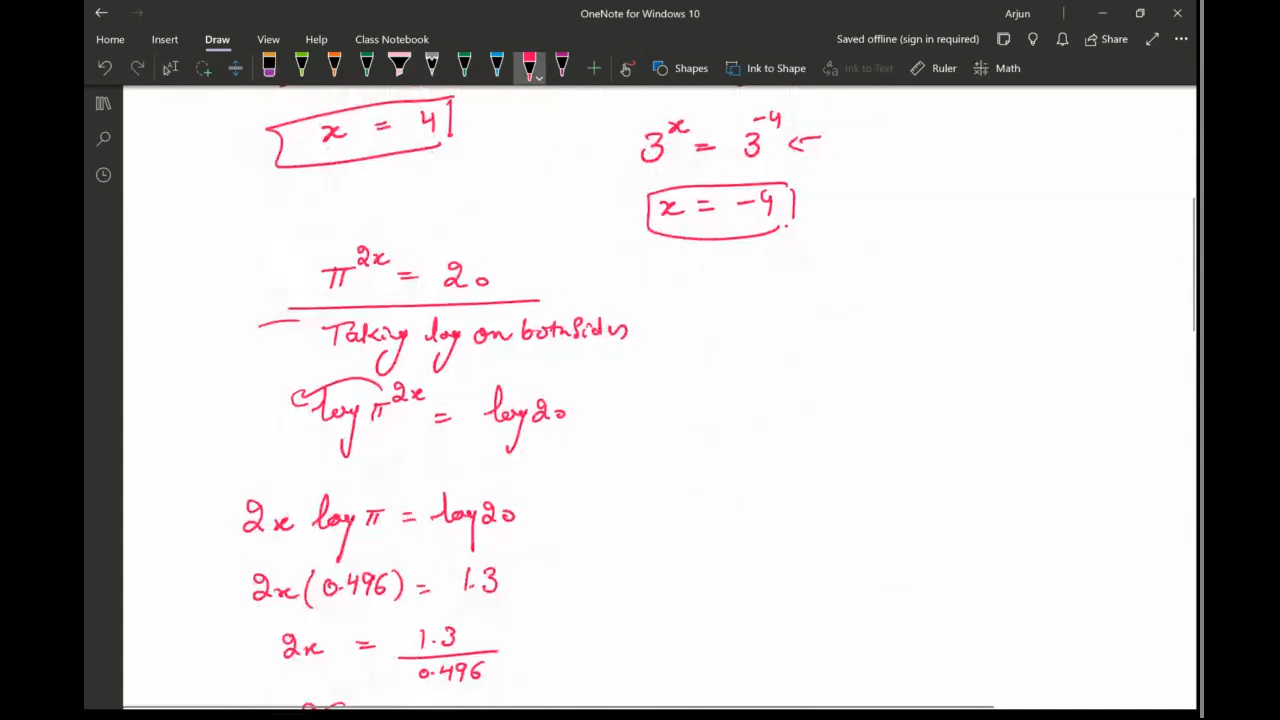 OneNote for Windows 10
Arjun
Home Insert Draw View Help Class Notebook
Saved offline (sign in required) Share
Shapes Ink to Shape Ink to Text Ruler Math
x = 4
3^x = 3^-4 ←
x = -4
π^2x = 20
Taking log on both sides
log π^2x = log 20
2x log π = log 20
2x (0.496) = 1.3
2x = 1.3 / 0.496